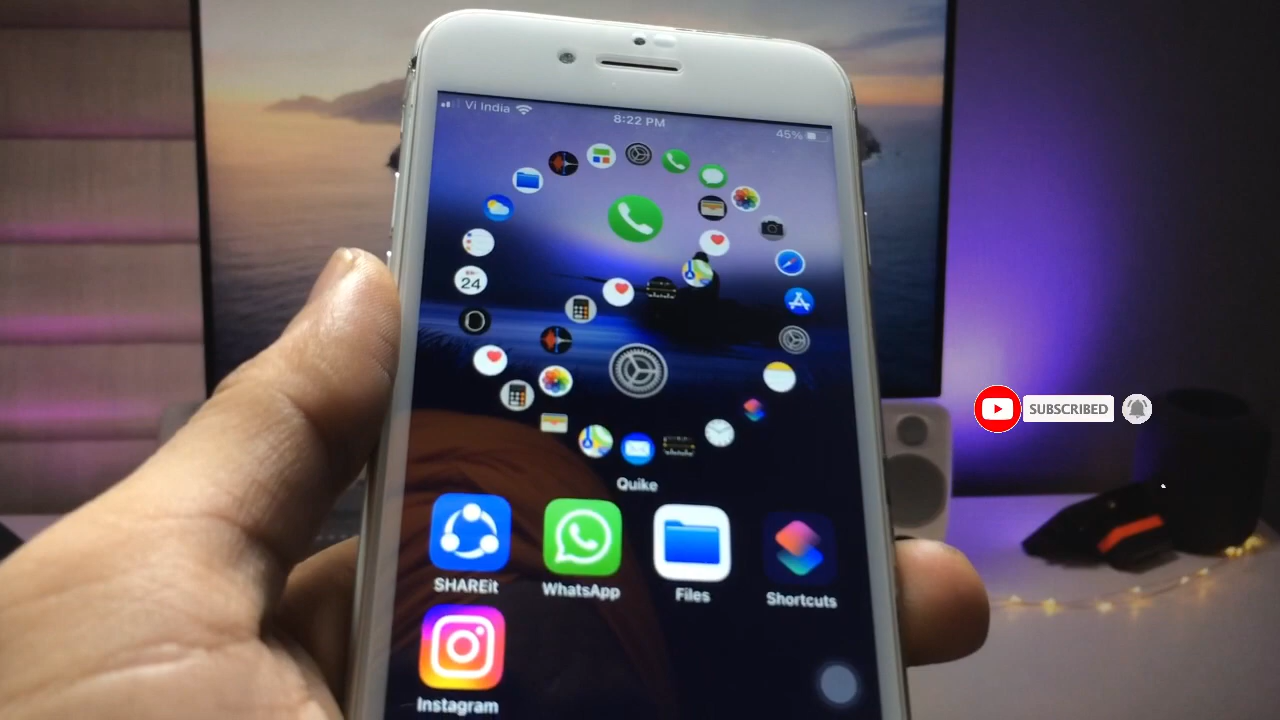 Vi India
8:22 PM
45%
24
Quike
SUBSCRIBED
SHAREit
WhatsApp
Files
Shortcuts
Instagram